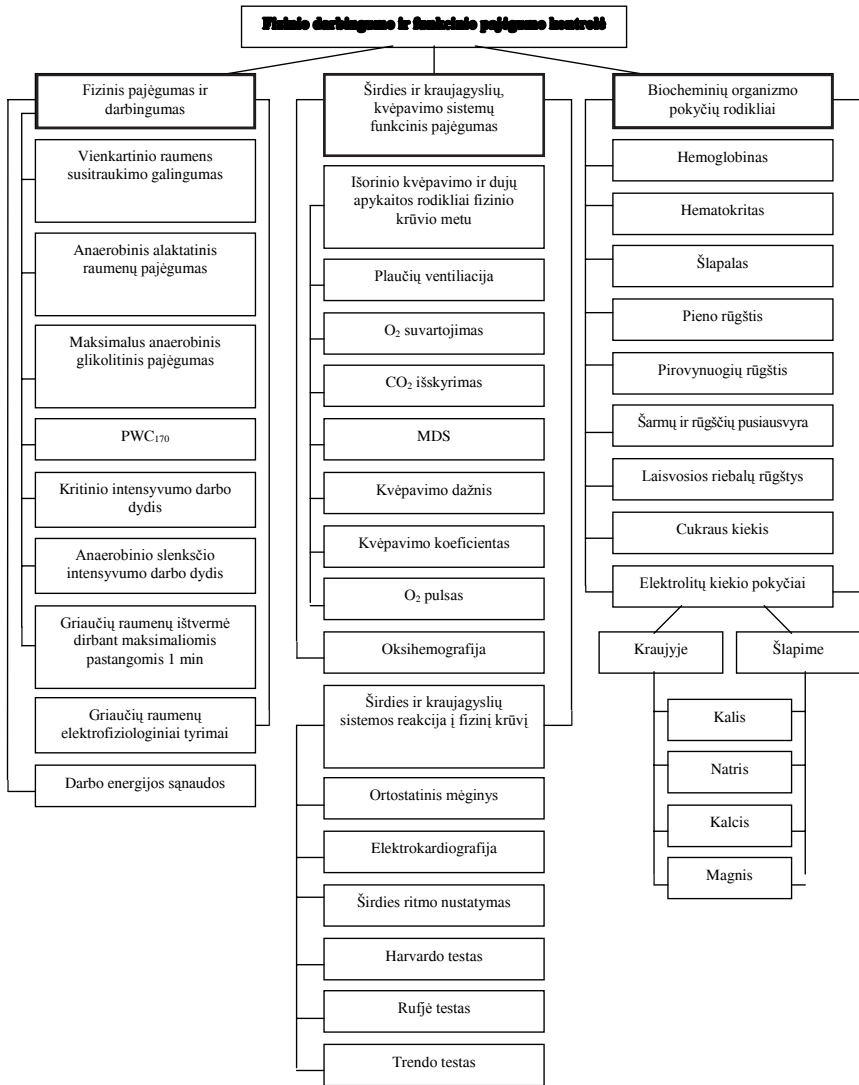 Fizinio darbingumo ir funkcinio pajėgumo kontrolė
Fizinis pajėgumas ir
darbingumas
Vienkartinio raumens
susitraukimo galingumas
Anaerobinis alaktatinis
raumenų pajėgumas
Maksimalus anaerobinis
glikolitinis pajėgumas
PWC₁₇₀
Kritinio intensyvumo darbo
dydis
Anaerobinio slenksčio
intensyvumo darbo dydis
Griaučių raumenų ištvermė
dirbant maksimaliomis
pastangomis 1 min
Griaučių raumenų
elektrofiziologiniai tyrimai
Darbo energijos sąnaudos
Širdies ir kraujagyslių,
kvėpavimo sistemų
funkcinis pajėgumas
Išorinio kvėpavimo ir dujų
apykaitos rodikliai fizinio
krūvio metu
Plaučių ventiliacija
O₂ suvartojimas
CO₂ išskyrimas
MDS
Kvėpavimo dažnis
Kvėpavimo koeficientas
O₂ pulsas
Oksihemografija
Širdies ir kraujagyslių
sistemos reakcija į fizinį krūvį
Ortostatinis mėginys
Elektrokardiografija
Širdies ritmo nustatymas
Harvardo testas
Rufjė testas
Trendo testas
Biocheminių organizmo
pokyčių rodikliai
Hemoglobinas
Hematokritas
Šlapalas
Pieno rūgštis
Pirovynuogių rūgštis
Šarmų ir rūgščių pusiausvyra
Laisvosios riebalų rūgštys
Cukraus kiekis
Elektrolitų kiekio pokyčiai
Kraujyje
Šlapime
Kalis
Natris
Kalcis
Magnis